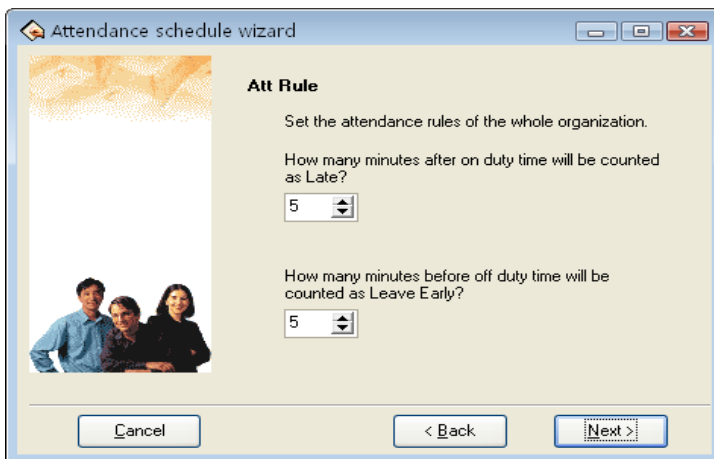 Attendance schedule wizard
Att Rule
Set the attendance rules of the whole organization.
How many minutes after on duty time will be counted
as Late?
5
How many minutes before off duty time will be
counted as Leave Early?
5
Cancel
< Back
Next >